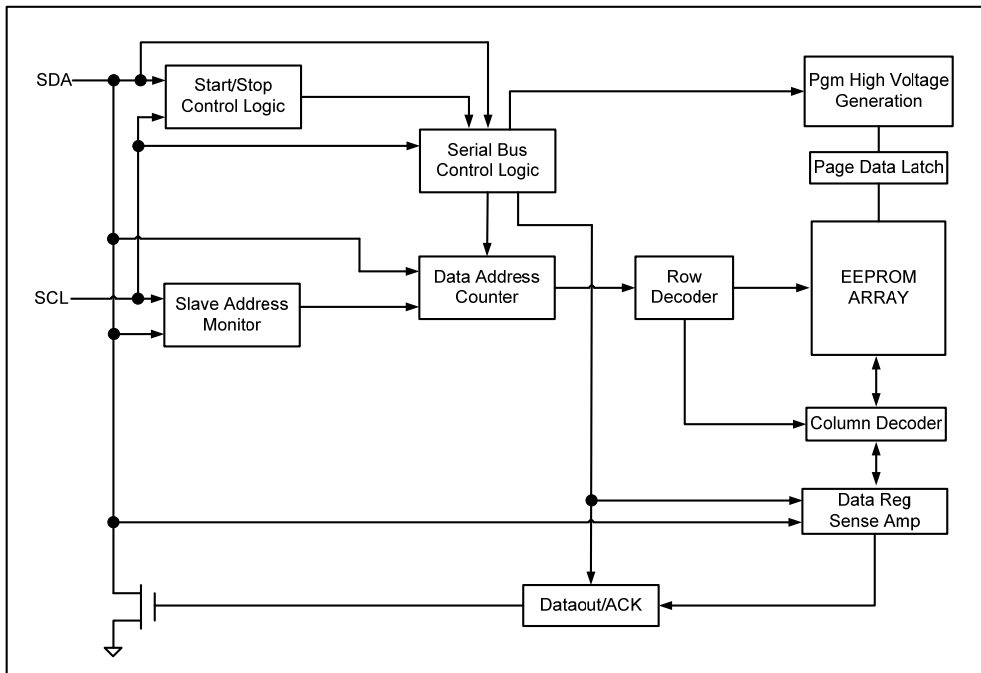 SDA
Start/Stop
Control Logic
Pgm High Voltage
Generation
Serial Bus
Control Logic
Page Data Latch
SCL
Slave Address
Monitor
Data Address
Counter
Row
Decoder
EEPROM
ARRAY
Column Decoder
Data Reg
Sense Amp
Dataout/ACK